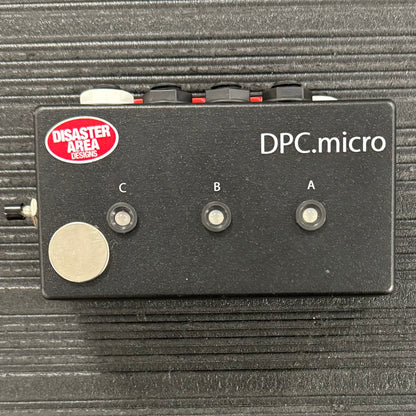 DISASTER
AREA
DESIGNS
DPC.micro
C B A